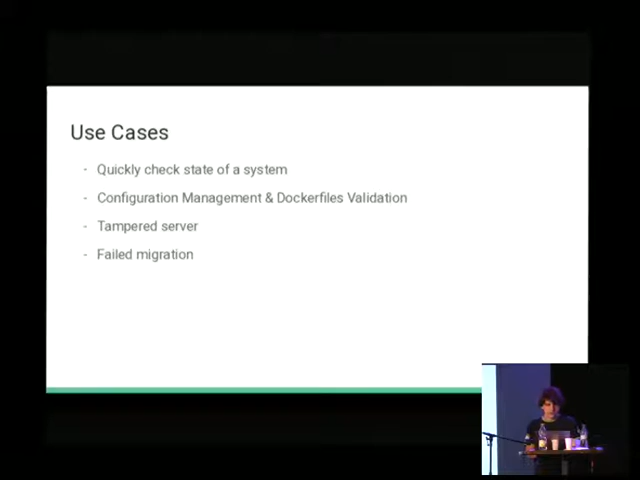 Use Cases
- Quickly check state of a system
- Configuration Management & Dockerfiles Validation
- Tampered server
- Failed migration